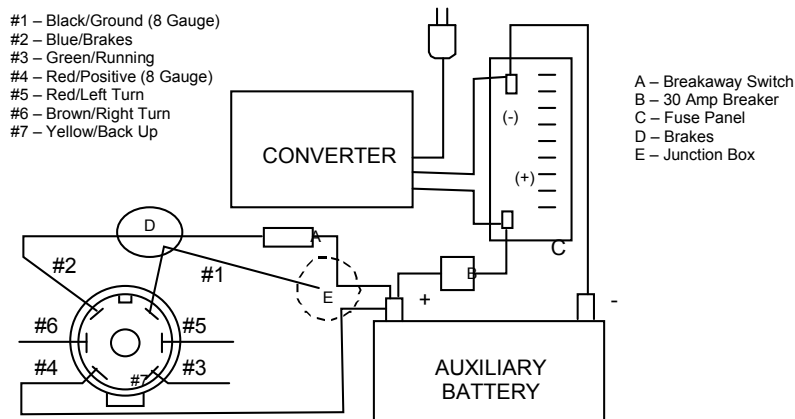 #1 – Black/Ground (8 Gauge)
#2 – Blue/Brakes
#3 – Green/Running
#4 – Red/Positive (8 Gauge)
#5 – Red/Left Turn
#6 – Brown/Right Turn
#7 – Yellow/Back Up
A – Breakaway Switch
B – 30 Amp Breaker
C – Fuse Panel
D – Brakes
E – Junction Box
(-)
CONVERTER
(+)
D
A
C
#2
#1
B
E
+
-
#6
#5
#4
#7
#3
AUXILIARY
BATTERY